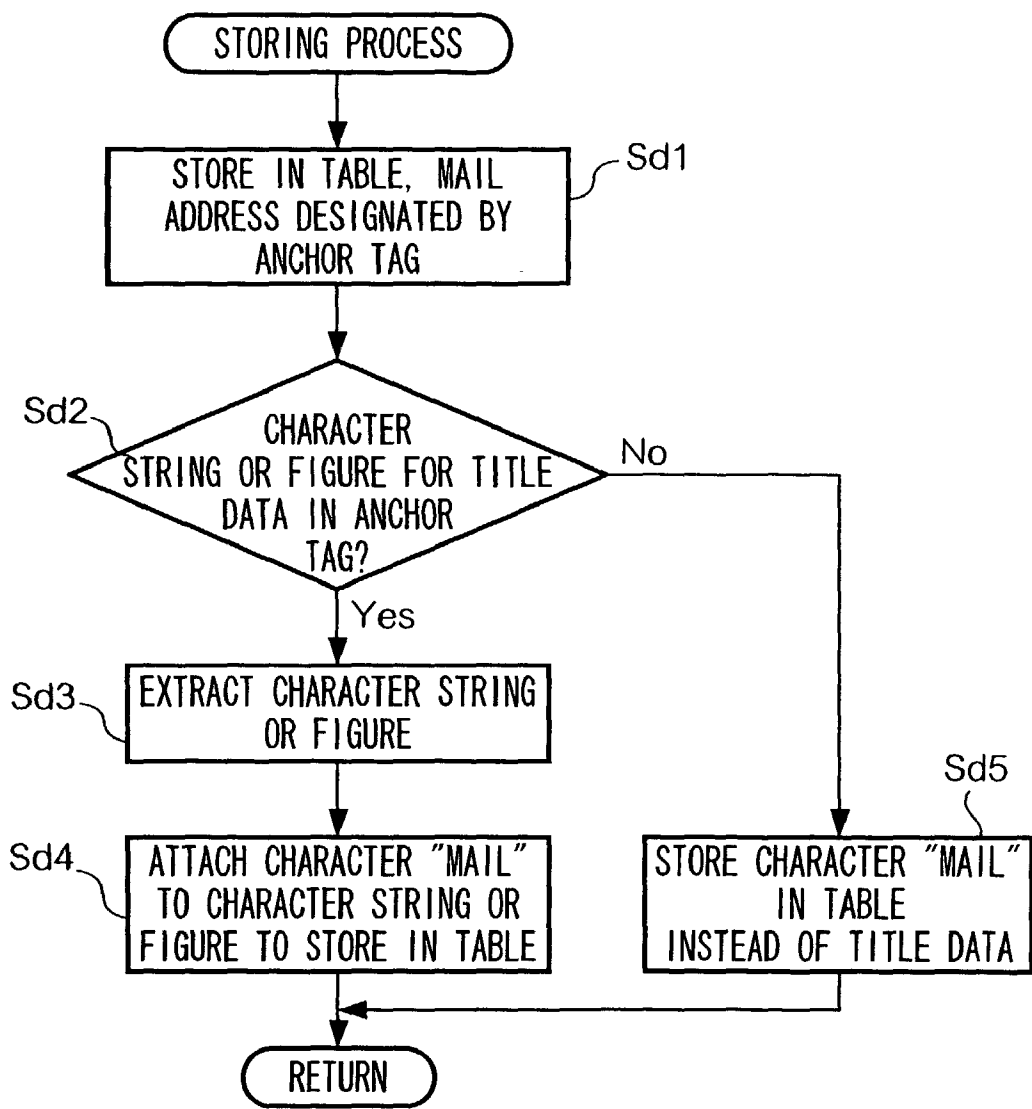 STORING PROCESS
Sd1
STORE IN TABLE, MAIL
ADDRESS DESIGNATED BY
ANCHOR TAG
Sd2
CHARACTER
STRING OR FIGURE FOR TITLE
DATA IN ANCHOR
TAG?
No
Yes
Sd3
EXTRACT CHARACTER STRING
OR FIGURE
Sd4
ATTACH CHARACTER "MAIL"
TO CHARACTER STRING OR
FIGURE TO STORE IN TABLE
Sd5
STORE CHARACTER "MAIL"
IN TABLE
INSTEAD OF TITLE DATA
RETURN